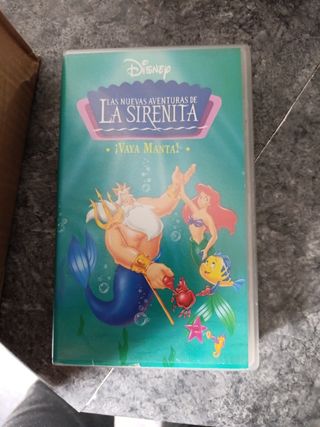 Disney
LAS NUEVAS AVENTURAS DE
LA SIRENITA
• ¡VAYA MANTA! •